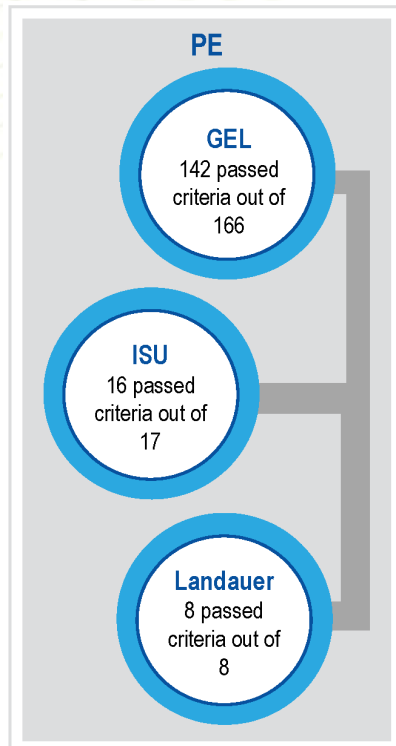 PE
GEL
142 passed
criteria out of
166
ISU
16 passed
criteria out of
17
Landauer
8 passed
criteria out of
8